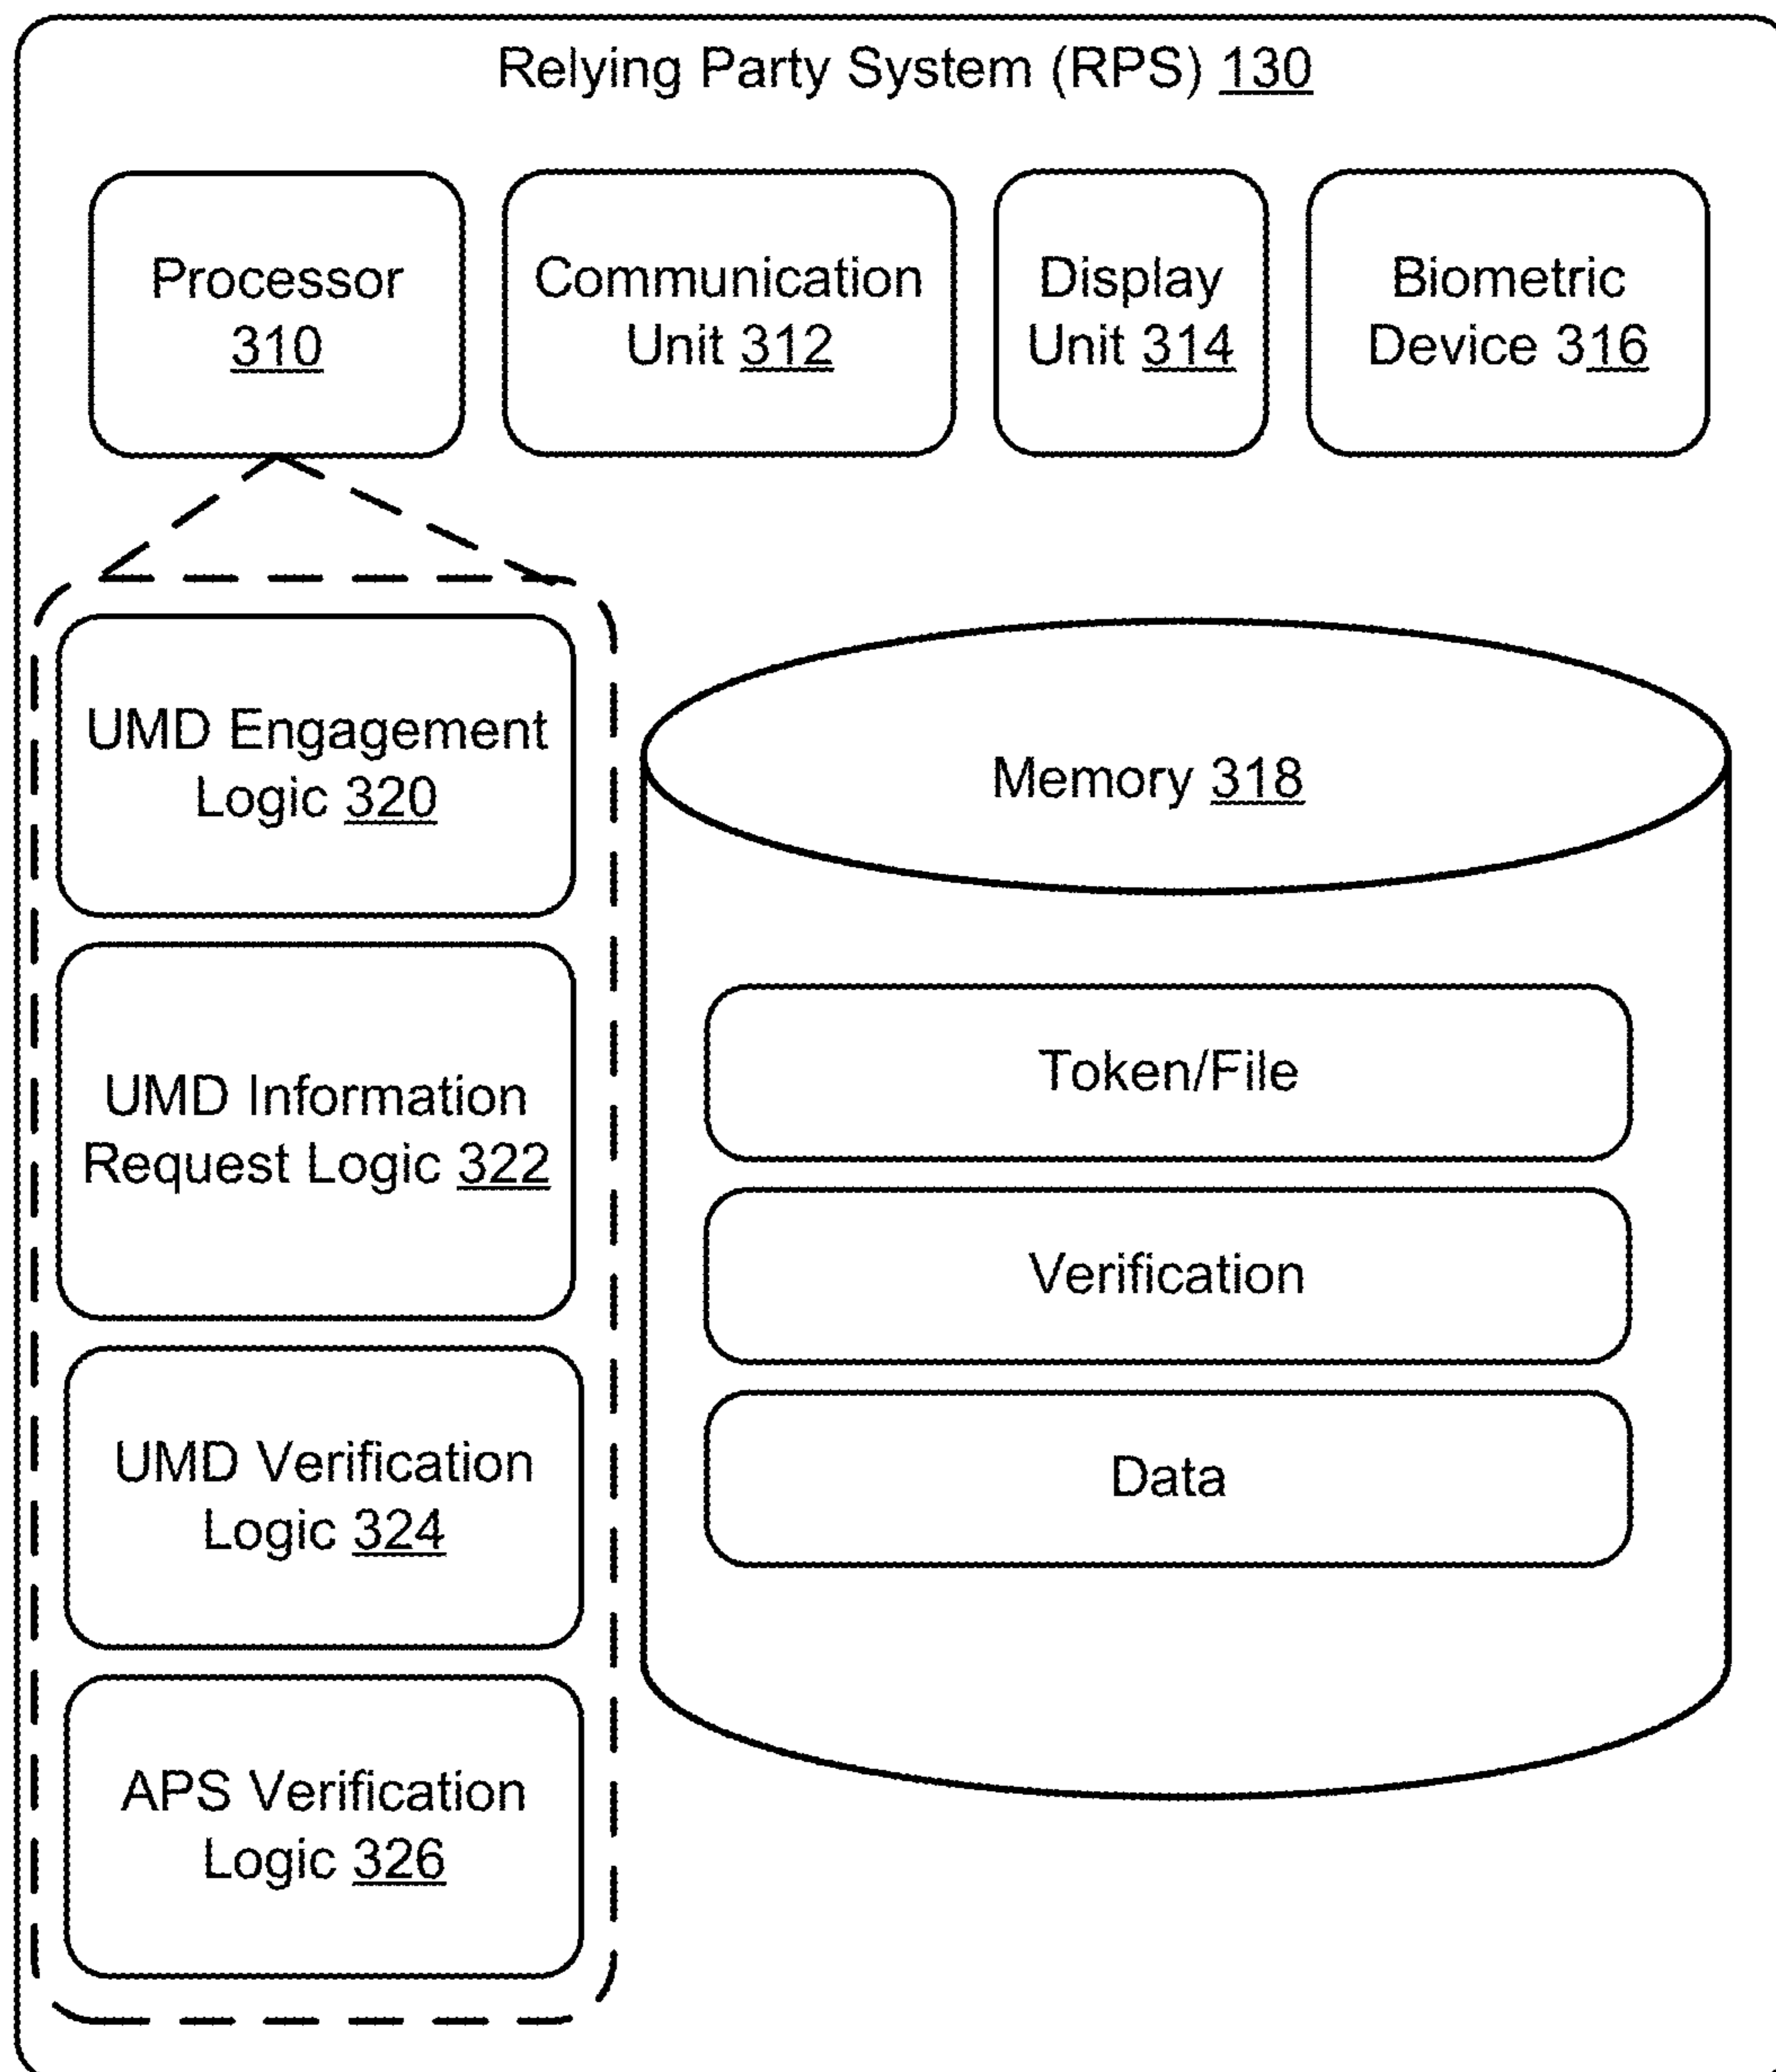 Relying Party System (RPS) 130
Processor
310
Communication
Unit 312
Display
Unit 314
Biometric
Device 316
UMD Engagement
Logic 320
UMD Information
Request Logic 322
UMD Verification
Logic 324
APS Verification
Logic 326
Memory 318
Token/File
Verification
Data